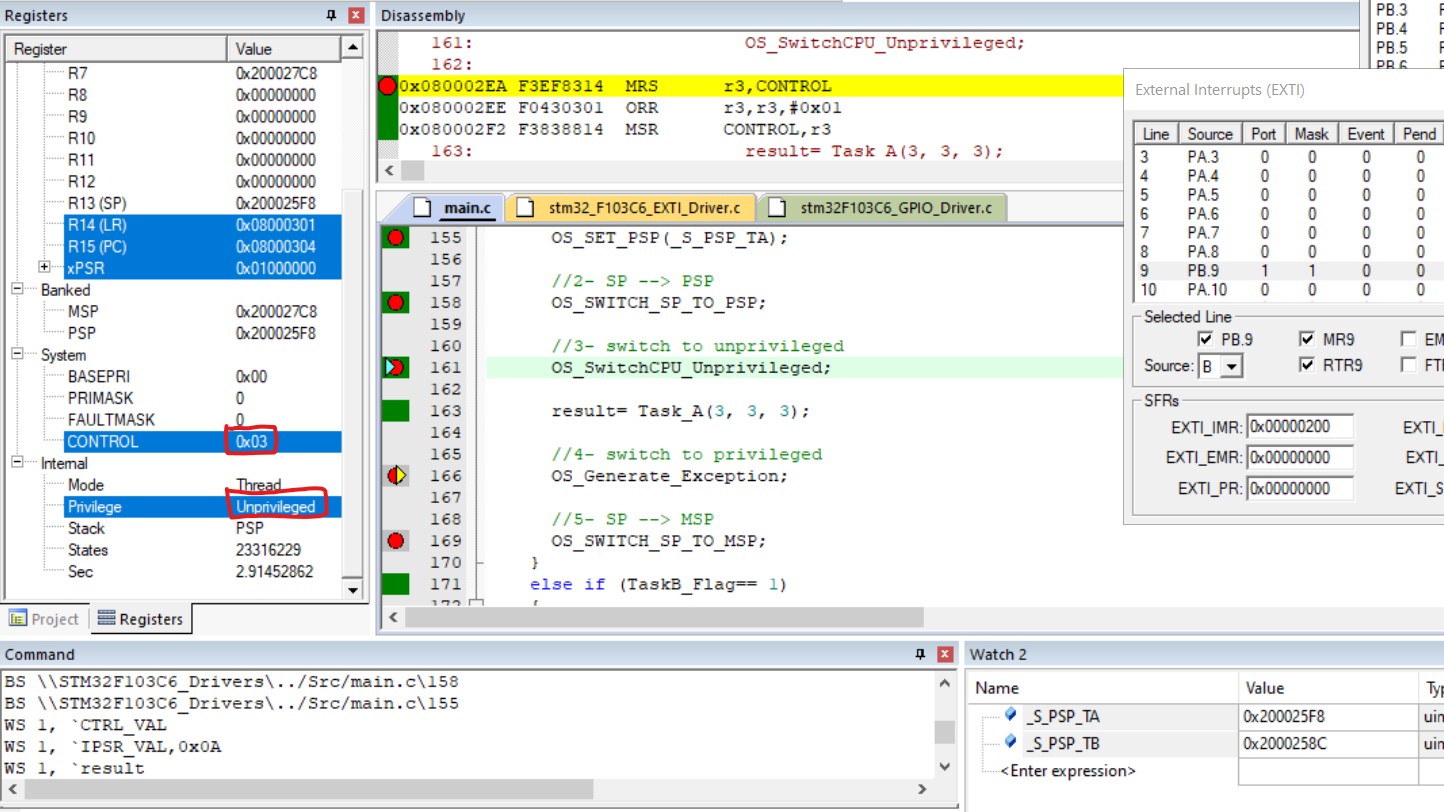 Registers
Register Value
R7 0x200027C8
R8 0x00000000
R9 0x00000000
R10 0x00000000
R11 0x00000000
R12 0x00000000
R13 (SP) 0x200025F8
R14 (LR) 0x08000301
R15 (PC) 0x08000304
xPSR 0x01000000
Banked
MSP 0x200027C8
PSP 0x200025F8
System
BASEPRI 0x00
PRIMASK 0
FAULTMASK 0
CONTROL 0x03
Internal
Mode Thread
Privilege Unprivileged
Stack PSP
States 23316229
Sec 2.91452862
Project Registers
Disassembly
161: OS_SwitchCPU_Unprivileged;
162:
0x080002EA F3EF8314 MRS r3,CONTROL
0x080002EE F0430301 ORR r3,r3,#0x01
0x080002F2 F3838814 MSR CONTROL,r3
163: result= Task_A(3, 3, 3);
main.c stm32_F103C6_EXTI_Driver.c stm32F103C6_GPIO_Driver.c
155 OS_SET_PSP(_S_PSP_TA);
156
157 //2- SP --> PSP
158 OS_SWITCH_SP_TO_PSP;
159
160 //3- switch to unprivileged
161 OS_SwitchCPU_Unprivileged;
162
163 result= Task_A(3, 3, 3);
164
165 //4- switch to privileged
166 OS_Generate_Exception;
167
168 //5- SP --> MSP
169 OS_SWITCH_SP_TO_MSP;
170 }
171 else if (TaskB_Flag== 1)
PB.3
PB.4
PB.5
PB.6
External Interrupts (EXTI)
Line Source Port Mask Event Pend
3 PA.3 0 0 0 0
4 PA.4 0 0 0 0
5 PA.5 0 0 0 0
6 PA.6 0 0 0 0
7 PA.7 0 0 0 0
8 PA.8 0 0 0 0
9 PB.9 1 1 0 0
10 PA.10 0 0 0 0
Selected Line
PB.9 MR9 EM
Source: B RTR9
SFRs
EXTI_IMR: 0x00000200
EXTI_EMR: 0x00000000 EXTI_
EXTI_PR: 0x00000000 EXTI_S
Command
BS \\STM32F103C6_Drivers\../Src/main.c\158
BS \\STM32F103C6_Drivers\../Src/main.c\155
WS 1, `CTRL_VAL
WS 1, `IPSR_VAL,0x0A
WS 1, `result
Watch 2
Name Value Ty
_S_PSP_TA 0x200025F8 uin
_S_PSP_TB 0x2000258C uin
<Enter expression>